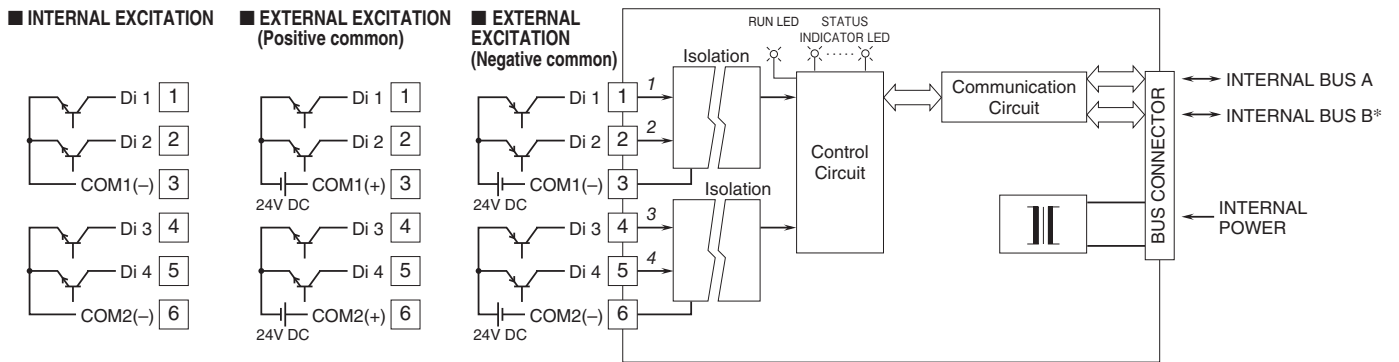 ■ INTERNAL EXCITATION
Di 1 1
Di 2 2
COM1(–) 3
Di 3 4
Di 4 5
COM2(–) 6
■ EXTERNAL EXCITATION
(Positive common)
Di 1 1
Di 2 2
COM1(+) 3
24V DC
Di 3 4
Di 4 5
COM2(+) 6
24V DC
■ EXTERNAL
EXCITATION
(Negative common)
Di 1 1 1
Di 2 2 2
COM1(–) 3
24V DC
Di 3 4 3
Di 4 5 4
COM2(–) 6
24V DC
Isolation
Isolation
RUN LED
STATUS
INDICATOR LED
Control
Circuit
Communication
Circuit
BUS CONNECTOR
INTERNAL BUS A
INTERNAL BUS B*
INTERNAL
POWER